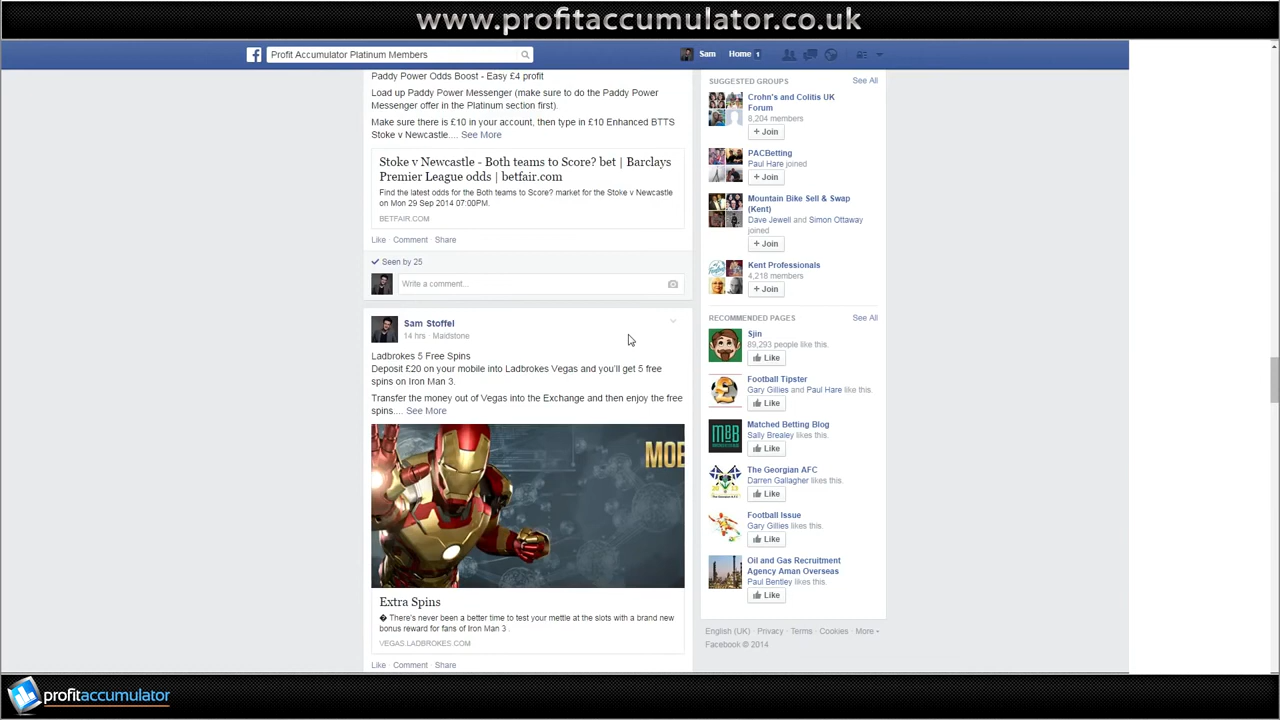 www.profitaccumulator.co.uk
Profit Accumulator Platinum Members
Sam
Home 1
Paddy Power Odds Boost - Easy £4 profit
Load up Paddy Power Messenger (make sure to do the Paddy Power
Messenger offer in the Platinum section first).
Make sure there is £10 in your account, then type in £10 Enhanced BTTS
Stoke v Newcastle.... See More
Stoke v Newcastle - Both teams to Score? bet | Barclays
Premier League odds | betfair.com
Find the latest odds for the Both teams to Score? market for the Stoke v Newcastle
on Mon 29 Sep 2014 07:00PM.
BETFAIR.COM
Like Comment Share
Seen by 25
Write a comment...
Sam Stoffel
14 hrs · Maidstone
Ladbrokes 5 Free Spins
Deposit £20 on your mobile into Ladbrokes Vegas and you'll get 5 free
spins on Iron Man 3.
Transfer the money out of Vegas into the Exchange and then enjoy the free
spins.... See More
MOB
Extra Spins
� There's never been a better time to test your mettle at the slots with a brand new
bonus reward for fans of Iron Man 3 .
VEGAS.LADBROKES.COM
Like Comment Share
SUGGESTED GROUPS See All
Crohn's and Colitis UK
Forum
8,204 members
+ Join
PACBetting
Paul Hare joined
+ Join
Mountain Bike Sell & Swap
(Kent)
Dave Jewell and Simon Ottaway
joined
+ Join
Kent Professionals
4,218 members
+ Join
RECOMMENDED PAGES See All
Sjin
89,293 people like this.
Like
Football Tipster
Gary Gillies and Paul Hare like this.
Like
Matched Betting Blog
Sally Brealey likes this.
Like
The Georgian AFC
Darren Gallagher likes this.
Like
Football Issue
Gary Gillies likes this.
Like
Oil and Gas Recruitment
Agency Aman Overseas
Paul Bentley likes this.
Like
English (UK) · Privacy · Terms · Cookies · More
Facebook © 2014
profitaccumulator